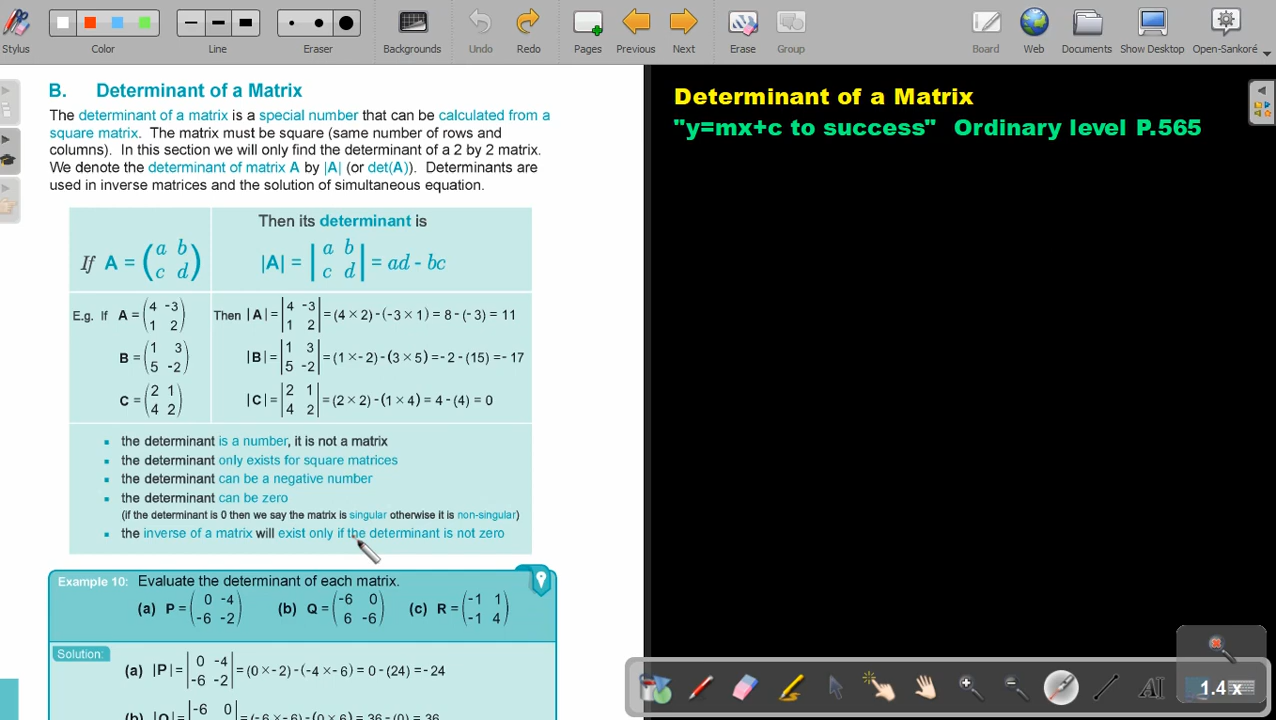 Stylus Color Line Eraser Backgrounds Undo Redo Pages Previous Next Erase Group Board Web Documents Show Desktop Open-Sankoré
B. Determinant of a Matrix
The determinant of a matrix is a special number that can be calculated from a
square matrix. The matrix must be square (same number of rows and
columns). In this section we will only find the determinant of a 2 by 2 matrix.
We denote the determinant of matrix A by |A| (or det(A)). Determinants are
used in inverse matrices and the solution of simultaneous equation.
Then its determinant is
If A = (a b c d) |A| = |a b c d| = ad - bc
E.g. If A = (4 -3 1 2) Then |A| = |4 -3 1 2| = (4 × 2) - (-3 × 1) = 8 - (-3) = 11
B = (1 3 5 -2) |B| = |1 3 5 -2| = (1 × -2) - (3 × 5) = -2 - (15) = -17
C = (2 1 4 2) |C| = |2 1 4 2| = (2 × 2) - (1 × 4) = 4 - (4) = 0
▪ the determinant is a number, it is not a matrix
▪ the determinant only exists for square matrices
▪ the determinant can be a negative number
▪ the determinant can be zero
(if the determinant is 0 then we say the matrix is singular otherwise it is non-singular)
▪ the inverse of a matrix will exist only if the determinant is not zero
Example 10: Evaluate the determinant of each matrix.
(a) P = (0 -4 -6 -2) (b) Q = (-6 0 6 -6) (c) R = (-1 1 -1 4)
Solution:
(a) |P| = |0 -4 -6 -2| = (0 × -2) - (-4 × -6) = 0 - (24) = -24
(b) |Q| = |-6 0 = (-6 × -6) - (0 × 6) = 36 - (0) = 36
Determinant of a Matrix
"y=mx+c to success" Ordinary level P.565
1.4 x